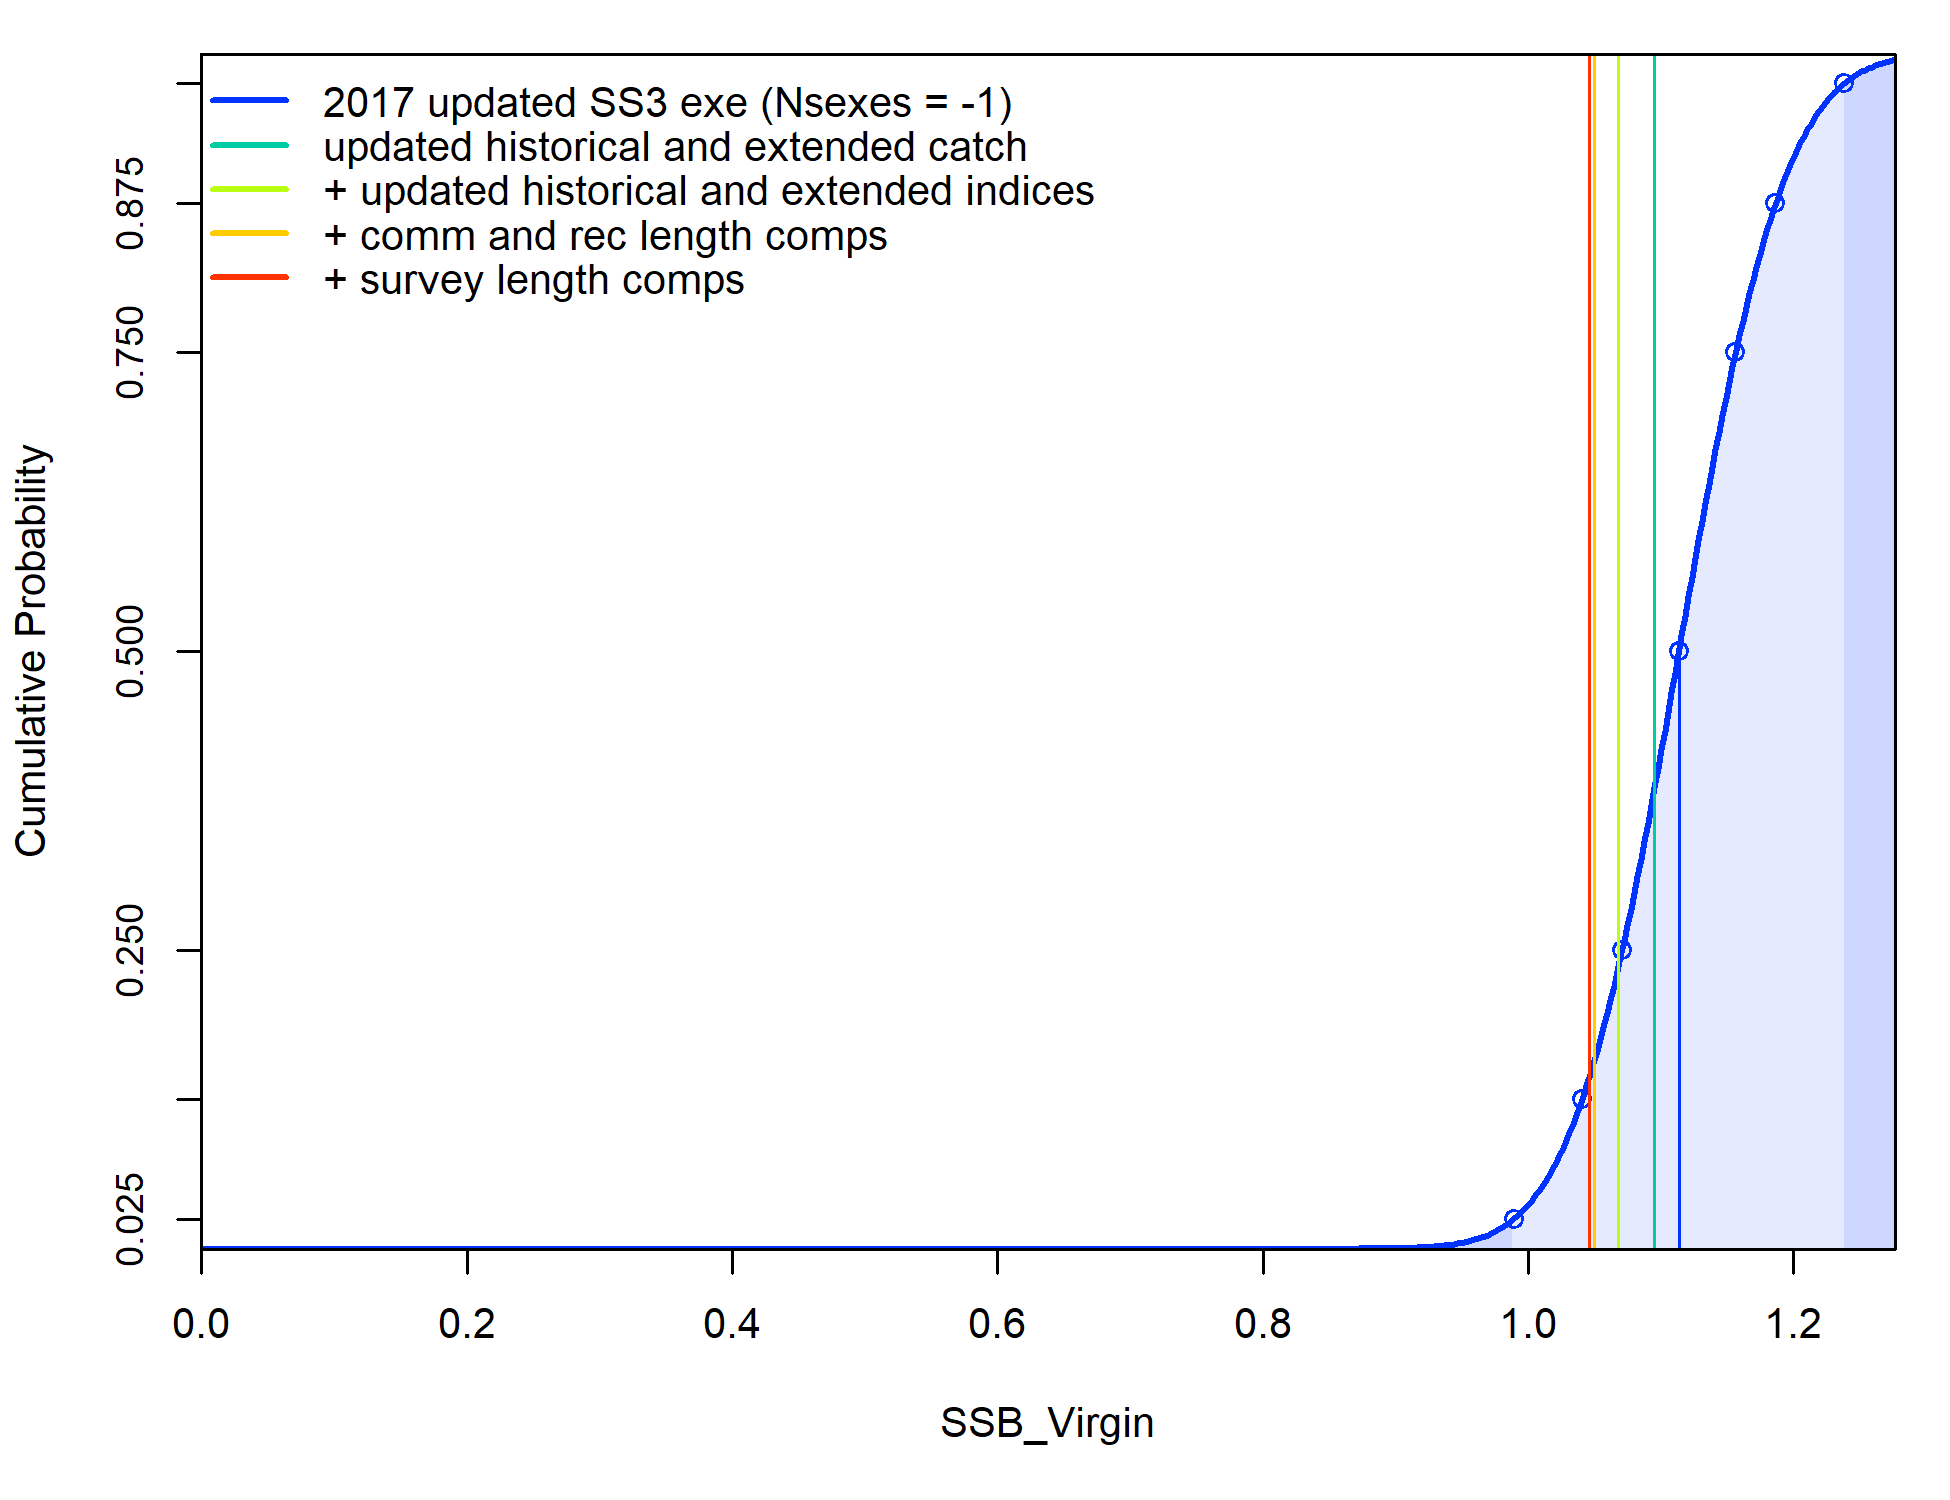 2017 updated SS3 exe (Nsexes = -1)
updated historical and extended catch
+ updated historical and extended indices
+ comm and rec length comps
+ survey length comps
Cumulative Probability
0.875
0.750
0.500
0.250
0.025
0.0 0.2 0.4 0.6 0.8 1.0 1.2
SSB_Virgin